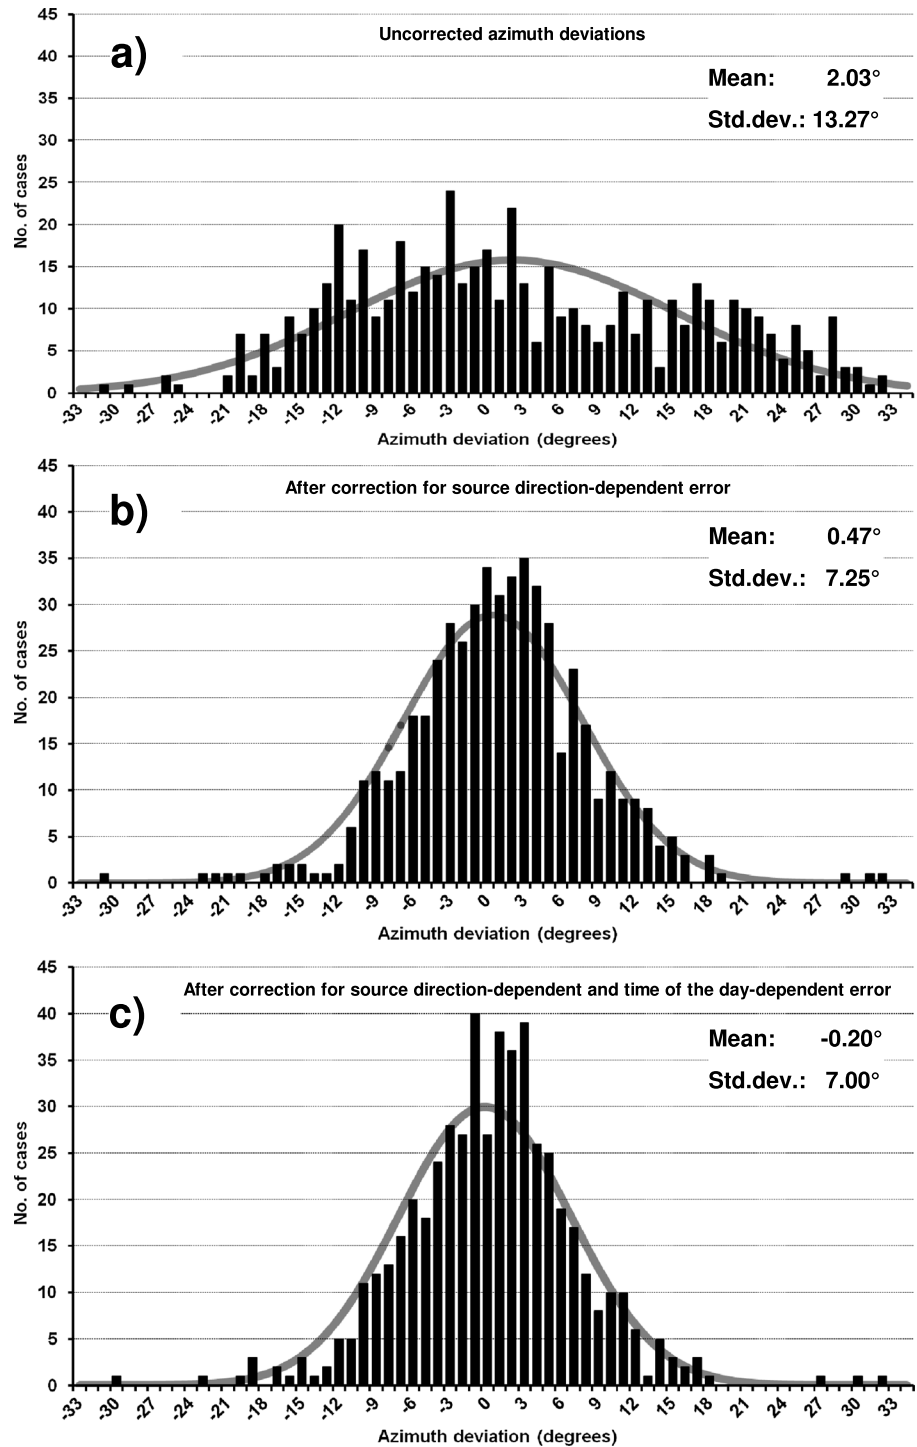 45
Uncorrected azimuth deviations
a)
40
Mean: 2.03°
35
Std.dev.: 13.27°
30
25
20
15
10
5
0
No. of cases
-33 -30 -27 -24 -21 -18 -15 -12 -9 -6 -3 0 3 6 9 12 15 18 21 24 27 30 33
Azimuth deviation (degrees)
45
After correction for source direction-dependent error
b)
40
Mean: 0.47°
35
Std.dev.: 7.25°
30
25
20
15
10
5
0
No. of cases
-33 -30 -27 -24 -21 -18 -15 -12 -9 -6 -3 0 3 6 9 12 15 18 21 24 27 30 33
Azimuth deviation (degrees)
45
After correction for source direction-dependent and time of the day-dependent error
c)
40
Mean: -0.20°
35
Std.dev.: 7.00°
30
25
20
15
10
5
0
No. of cases
-33 -30 -27 -24 -21 -18 -15 -12 -9 -6 -3 0 3 6 9 12 15 18 21 24 27 30 33
Azimuth deviation (degrees)